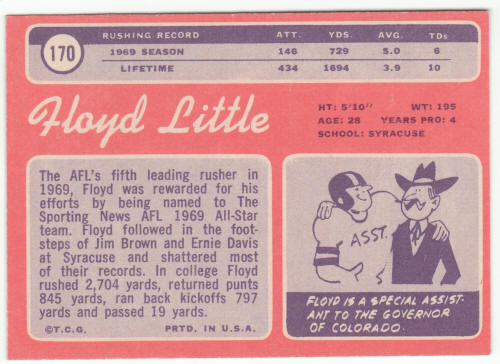 170
RUSHING RECORD ATT. YDS. AVG. TDs
1969 SEASON 146 729 5.0 6
LIFETIME 434 1694 3.9 10
Floyd Little
HT: 5'10" WT: 195
AGE: 28 YEARS PRO: 4
SCHOOL: SYRACUSE
The AFL's fifth leading rusher in
1969, Floyd was rewarded for his
efforts by being named to The
Sporting News AFL 1969 All-Star
team. Floyd followed in the foot-
steps of Jim Brown and Ernie Davis
at Syracuse and shattered most
of their records. In college Floyd
rushed 2,704 yards, returned punts
845 yards, ran back kickoffs 797
yards and passed 19 yards.
©T.C.G. PRTD. IN U.S.A.
ASST.
FLOYD IS A SPECIAL ASSIST-
ANT TO THE GOVERNOR
OF COLORADO.